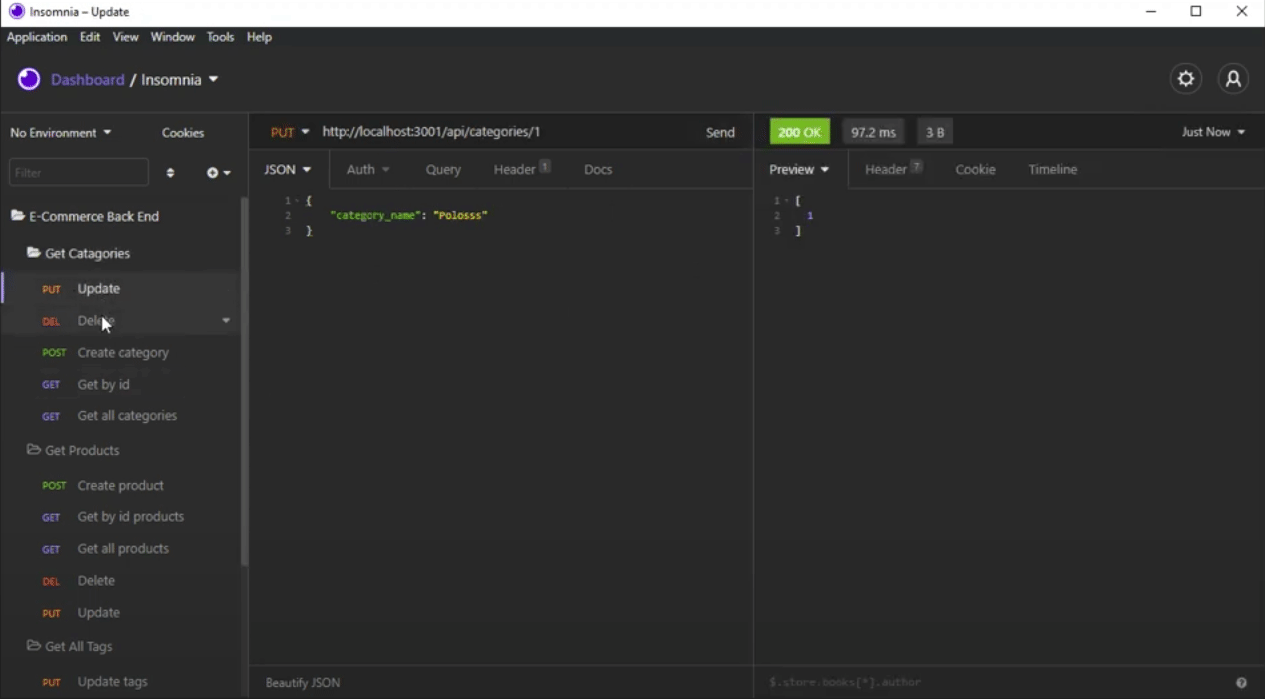 Insomnia – Update
Application Edit View Window Tools Help
Dashboard / Insomnia
No Environment Cookies
PUT http://localhost:3001/api/categories/1 Send
200 OK 97.2 ms 3 B Just Now
Filter
JSON Auth Query Header 1 Docs
Preview Header 7 Cookie Timeline
1 {
2 "category_name": "Polosss"
3 }
1 [
2 1
3 ]
E-Commerce Back End
Get Catagories
PUT Update
DEL Delete
POST Create category
GET Get by id
GET Get all categories
Get Products
POST Create product
GET Get by id products
GET Get all products
DEL Delete
PUT Update
Get All Tags
PUT Update tags
Beautify JSON
$.store.books[*].author